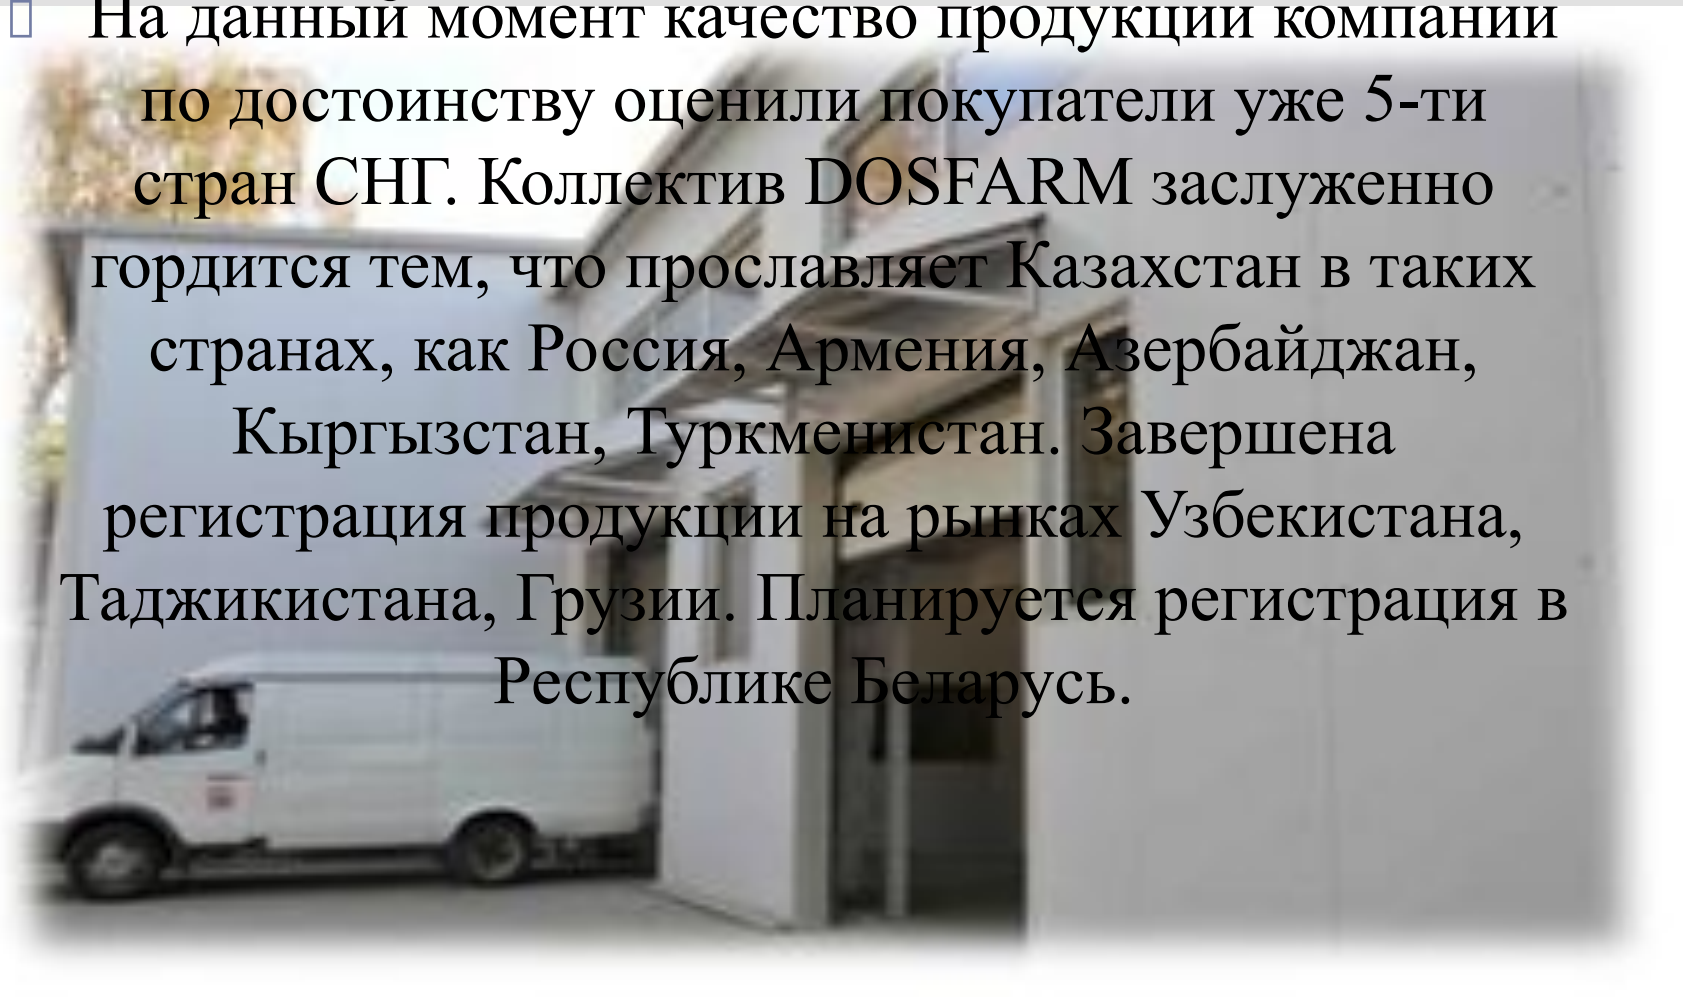 На данный момент качество продукции компании
по достоинству оценили покупатели уже 5-ти
стран СНГ. Коллектив DOSFARM заслуженно
гордится тем, что прославляет Казахстан в таких
странах, как Россия, Армения, Азербайджан,
Кыргызстан, Туркменистан. Завершена
регистрация продукции на рынках Узбекистана,
Таджикистана, Грузии. Планируется регистрация в
Республике Беларусь.